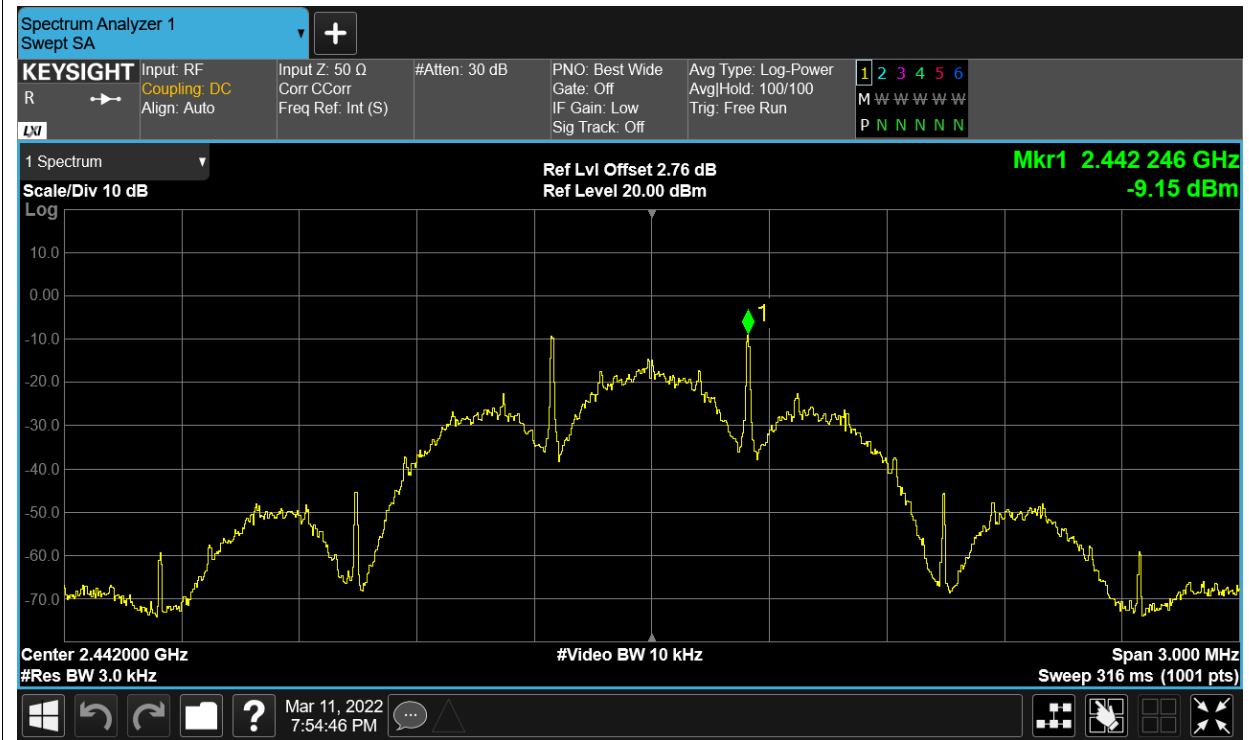 Spectrum Analyzer 1
Swept SA
+
KEYSIGHT
R
LXI
Input: RF
Coupling: DC
Align: Auto
Input Z: 50 Ω
Corr CCorr
Freq Ref: Int (S)
#Atten: 30 dB
PNO: Best Wide
Gate: Off
IF Gain: Low
Sig Track: Off
Avg Type: Log-Power
Avg|Hold: 100/100
Trig: Free Run
1 2 3 4 5 6
M W W W W W
P N N N N N
1 Spectrum
Scale/Div 10 dB
Log
Ref Lvl Offset 2.76 dB
Ref Level 20.00 dBm
Mkr1 2.442 246 GHz
-9.15 dBm
10.0
0.00
1
-10.0
-20.0
-30.0
-40.0
-50.0
-60.0
-70.0
Center 2.442000 GHz
#Res BW 3.0 kHz
#Video BW 10 kHz
Span 3.000 MHz
Sweep 316 ms (1001 pts)
?
Mar 11, 2022
7:54:46 PM